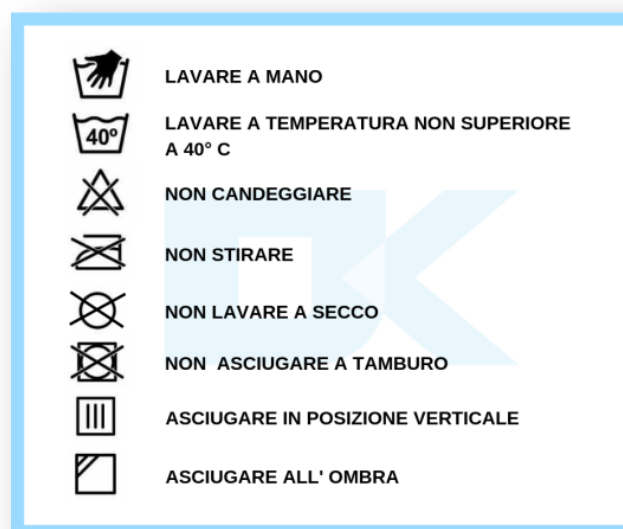 LAVARE A MANO
40°
LAVARE A TEMPERATURA NON SUPERIORE
A 40° C
NON CANDEGGIARE
NON STIRARE
NON LAVARE A SECCO
NON  ASCIUGARE A TAMBURO
ASCIUGARE IN POSIZIONE VERTICALE
ASCIUGARE ALL' OMBRA